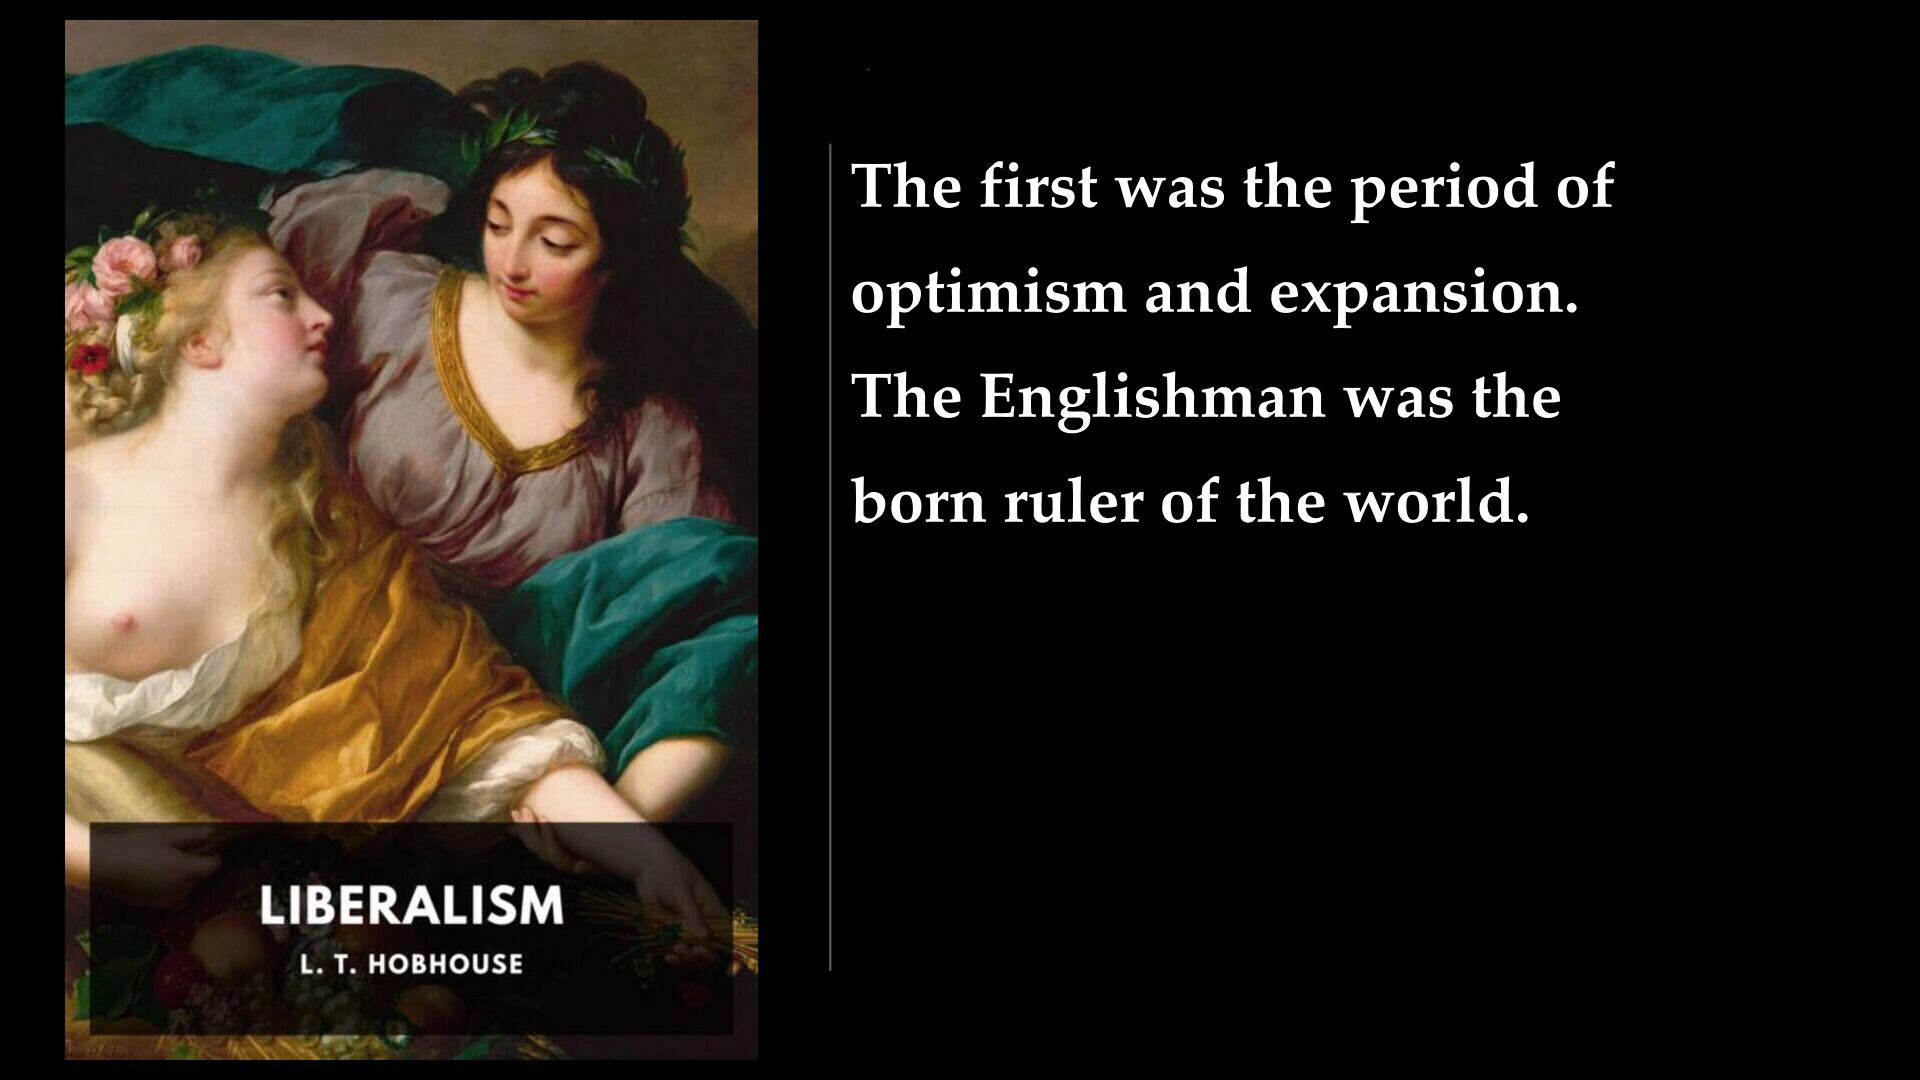 The first was the period of
optimism and expansion.
The Englishman was the
born ruler of the world.
LIBERALISM
L. T. HOBHOUSE